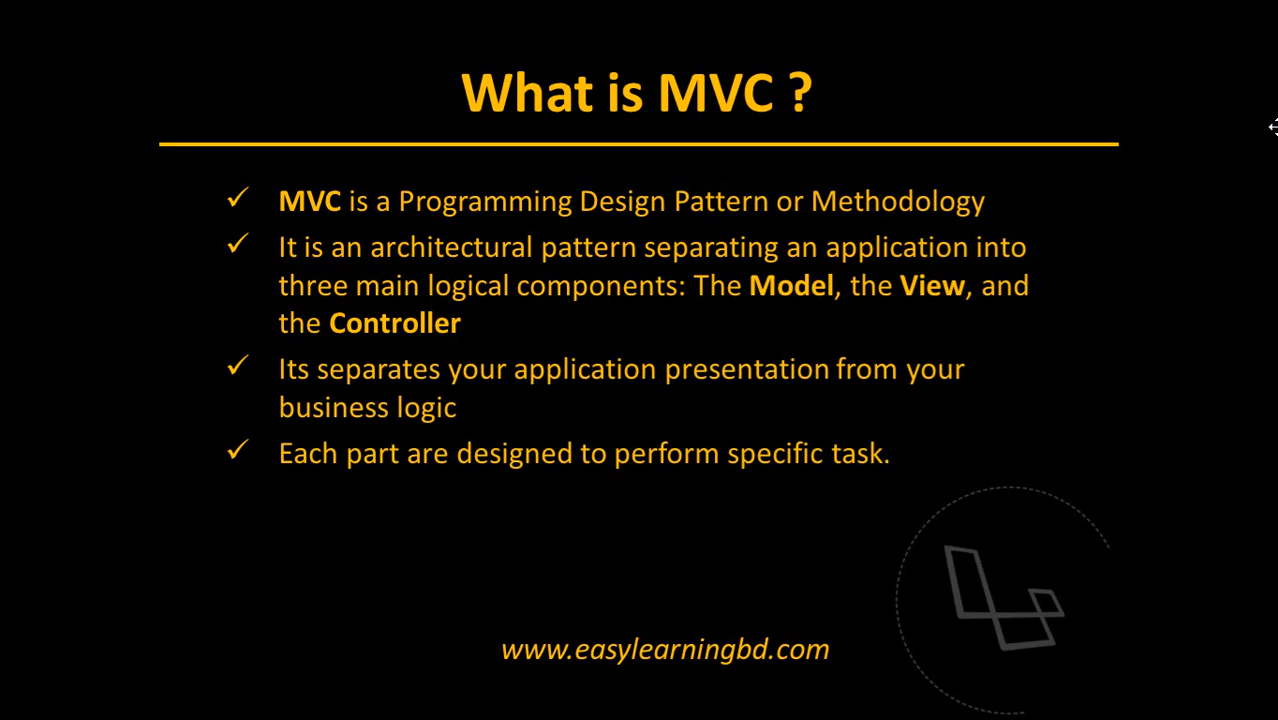 What is MVC ?
✓ MVC is a Programming Design Pattern or Methodology
✓ It is an architectural pattern separating an application into
three main logical components: The Model, the View, and
the Controller
✓ Its separates your application presentation from your
business logic
✓ Each part are designed to perform specific task.
www.easylearningbd.com